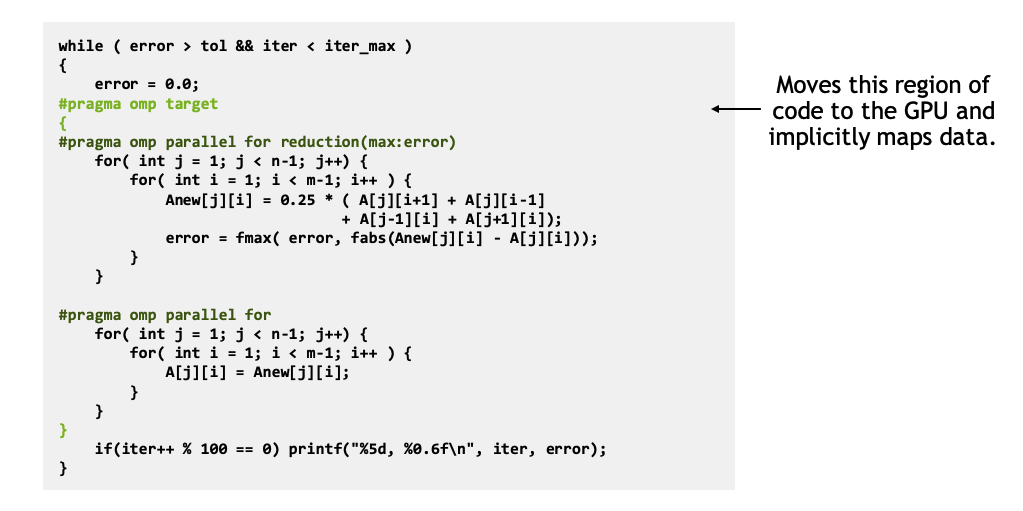 while ( error > tol && iter < iter_max )
{
    error = 0.0;
#pragma omp target
{
#pragma omp parallel for reduction(max:error)
    for( int j = 1; j < n-1; j++) {
        for( int i = 1; i < m-1; i++ ) {
            Anew[j][i] = 0.25 * ( A[j][i+1] + A[j][i-1]
                                + A[j-1][i] + A[j+1][i]);
            error = fmax( error, fabs(Anew[j][i] - A[j][i]));
        }
    }
#pragma omp parallel for
    for( int j = 1; j < n-1; j++) {
        for( int i = 1; i < m-1; i++ ) {
            A[j][i] = Anew[j][i];
        }
    }
}
    if(iter++ % 100 == 0) printf("%5d, %0.6f\n", iter, error);
}
Moves this region of
code to the GPU and
implicitly maps data.